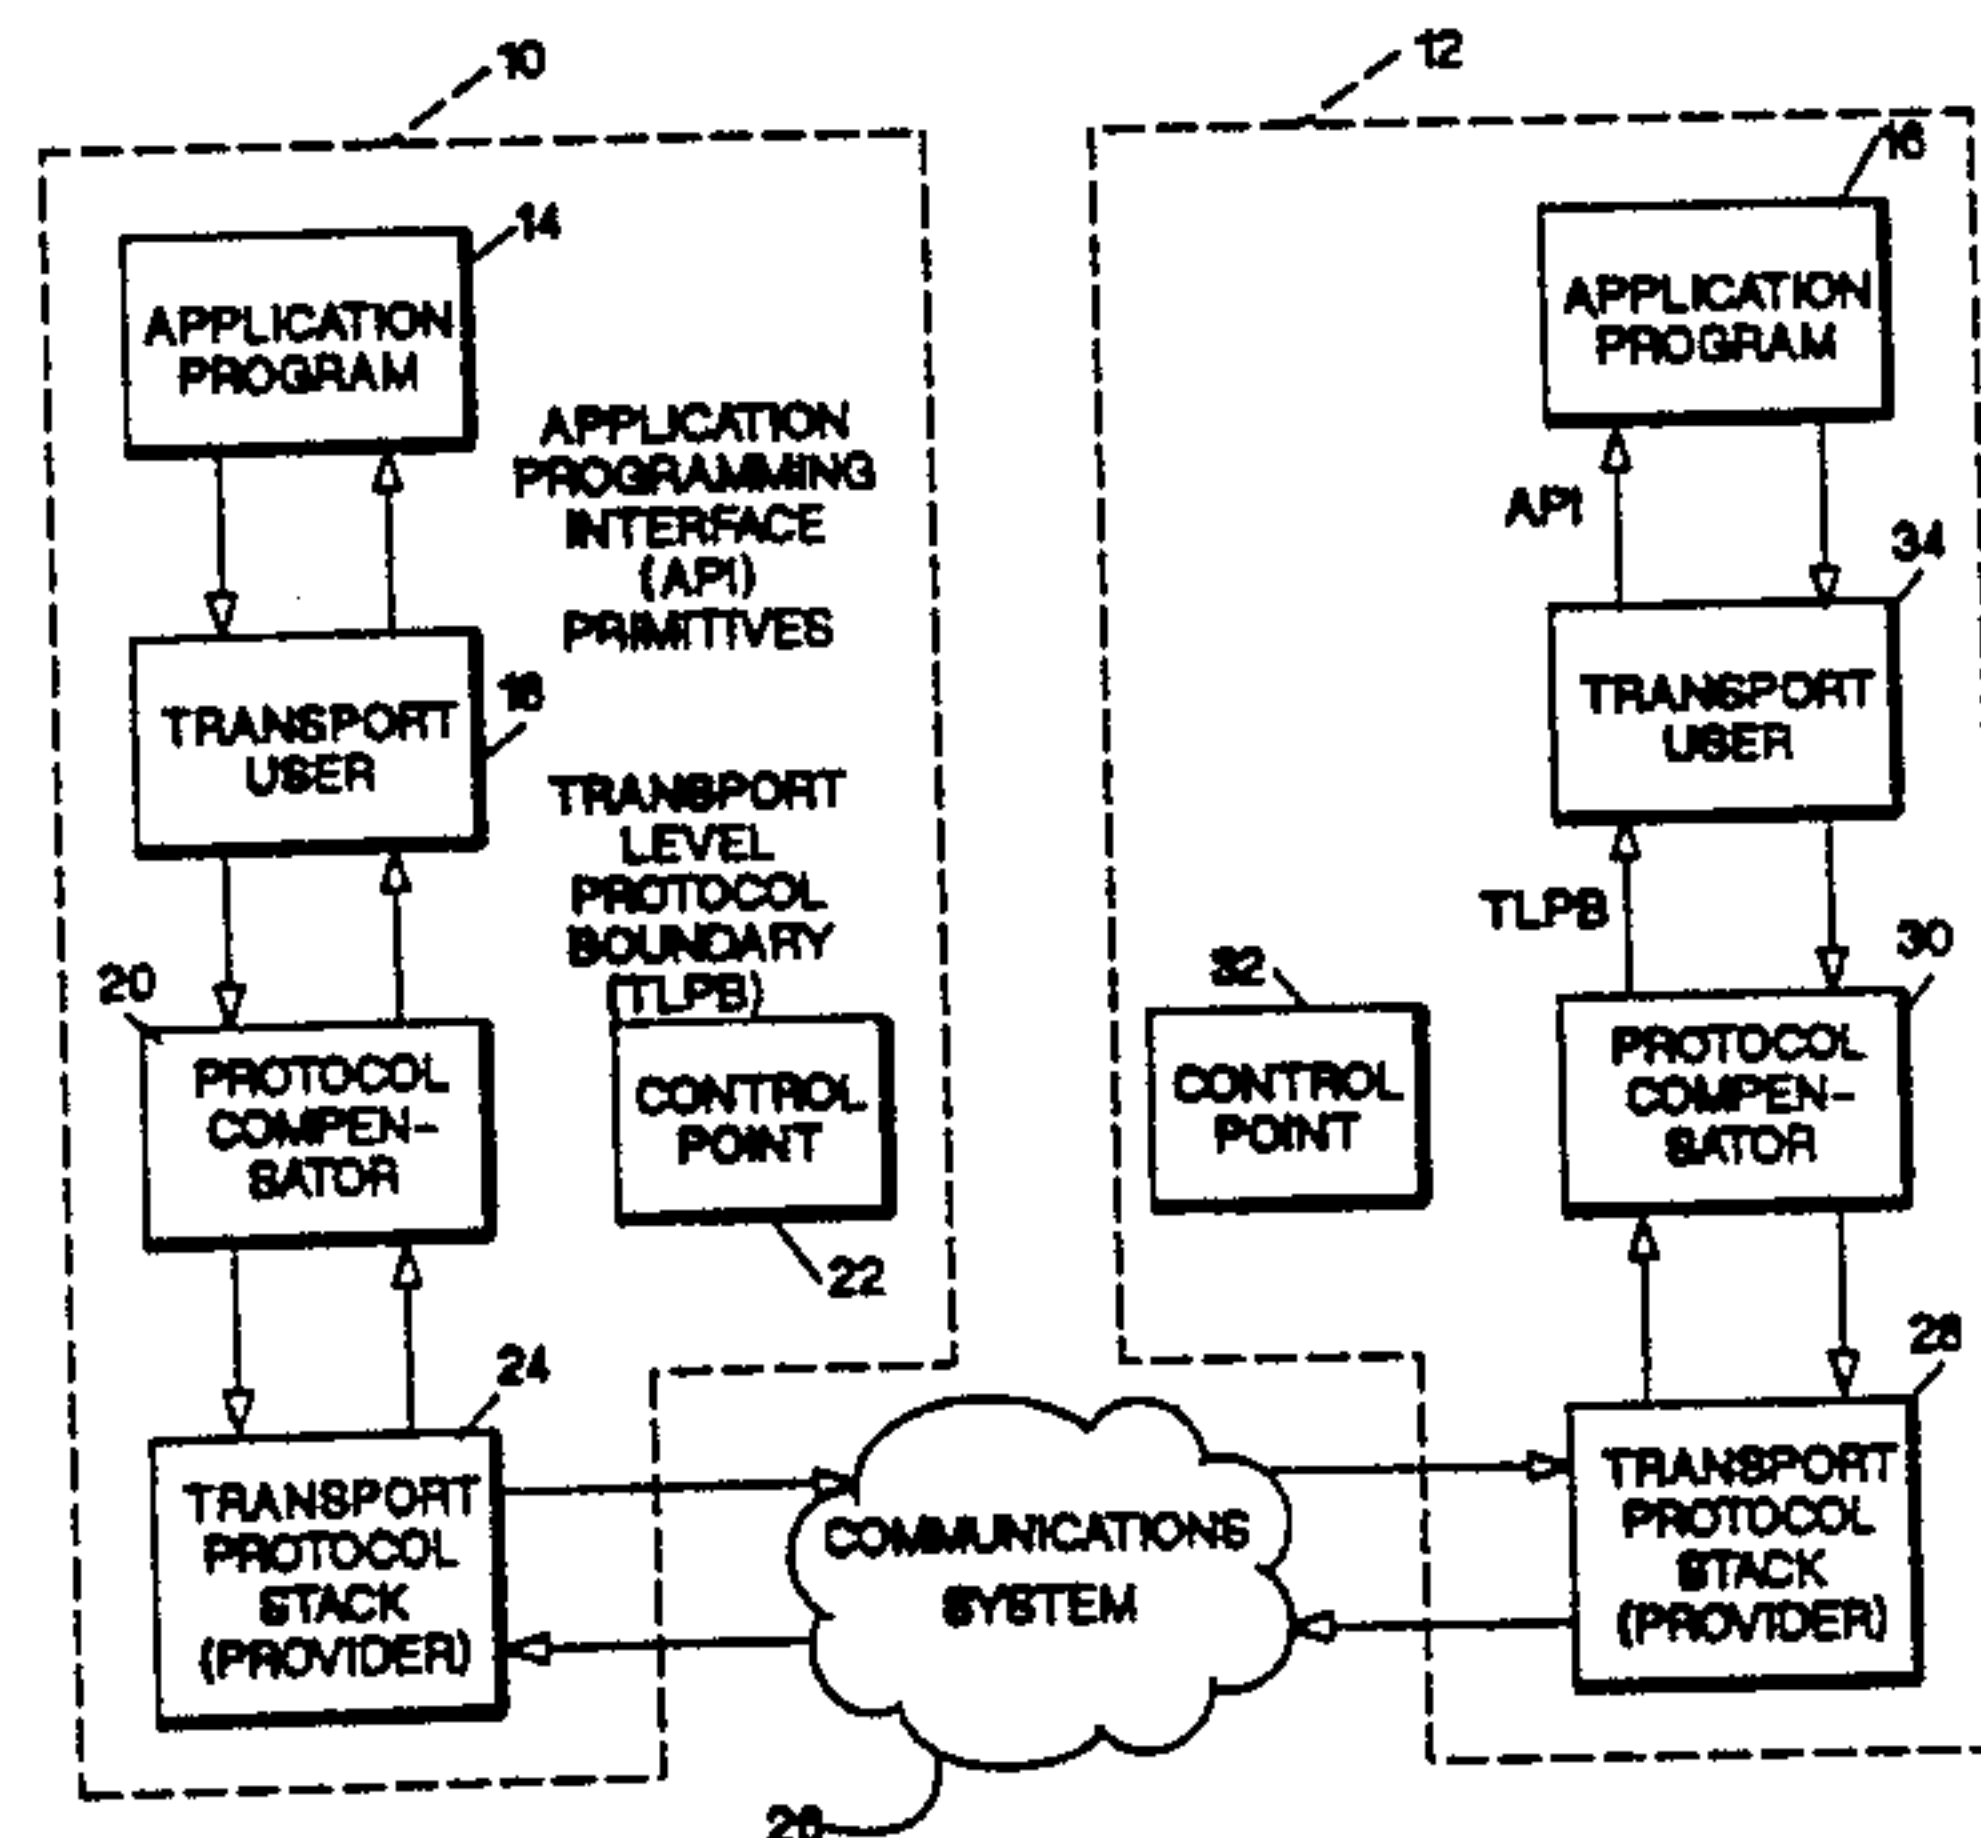 10
14
APPLICATION
PROGRAM
APPLICATION
PROGRAMMING
INTERFACE
(API)
PRIMITIVES
18
TRANSPORT
USER
TRANSPORT
LEVEL
PROTOCOL
BOUNDARY
(TLPB)
20
PROTOCOL
COMPEN-
SATOR
CONTROL
POINT
22
24
TRANSPORT
PROTOCOL
STACK
(PROVIDER)
COMMUNICATIONS
SYSTEM
26
12
16
APPLICATION
PROGRAM
API
34
TRANSPORT
USER
TLPB
30
32
CONTROL
POINT
PROTOCOL
COMPEN-
SATOR
28
TRANSPORT
PROTOCOL
STACK
(PROVIDER)